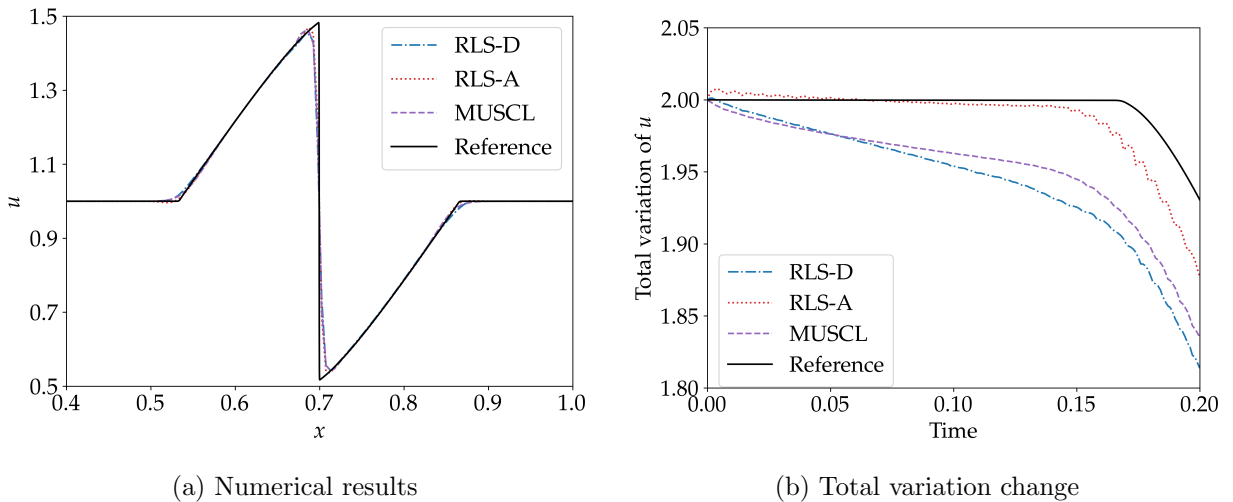 1.5
1.3
1.1
0.9
0.7
0.5
u
0.4
0.5
0.6
0.7
0.8
0.9
1.0
x
RLS-D
RLS-A
MUSCL
Reference
(a) Numerical results
2.05
2.00
1.95
1.90
1.85
1.80
Total variation of u
0.00
0.05
0.10
0.15
0.20
Time
RLS-D
RLS-A
MUSCL
Reference
(b) Total variation change